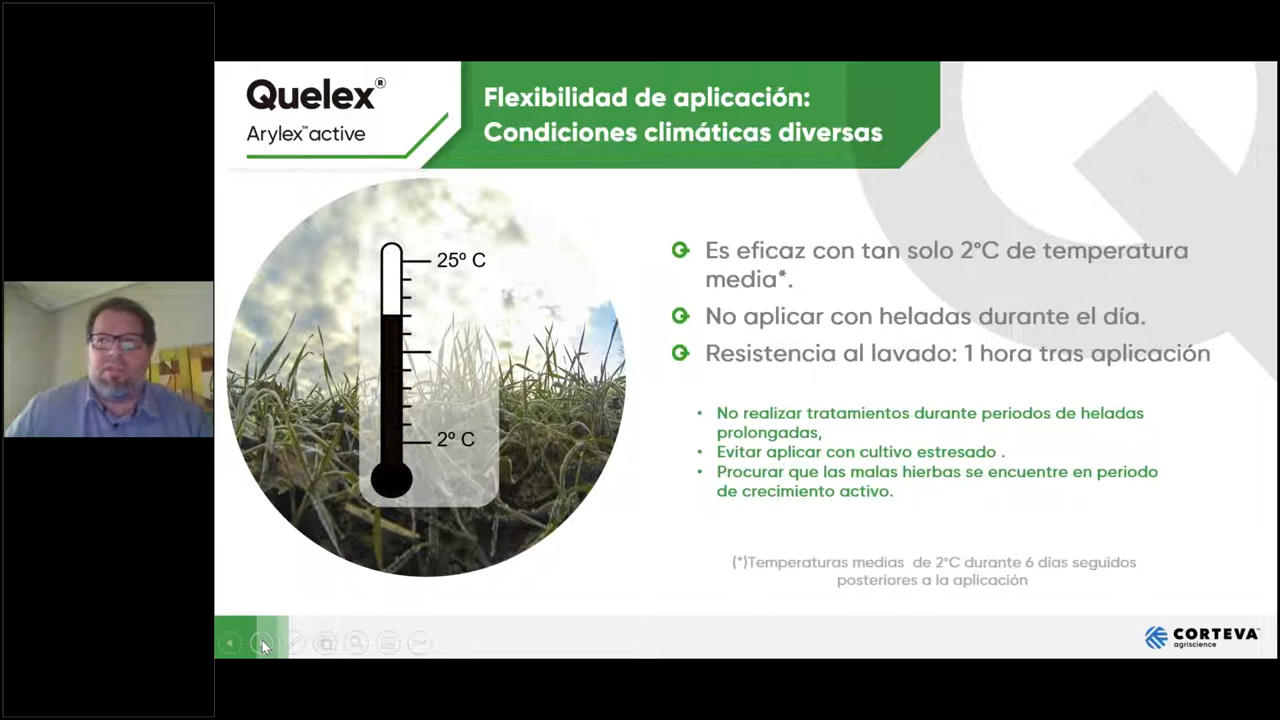 Quelex®
Arylex™active
Flexibilidad de aplicación:
Condiciones climáticas diversas
25º C
2º C
Es eficaz con tan solo 2°C de temperatura
media*.
No aplicar con heladas durante el día.
Resistencia al lavado: 1 hora tras aplicación
• No realizar tratamientos durante periodos de heladas
prolongadas,
• Evitar aplicar con cultivo estresado .
• Procurar que las malas hierbas se encuentre en periodo
de crecimiento activo.
(*)Temperaturas medias de 2°C durante 6 días seguidos
posteriores a la aplicación
CORTEVA™
agriscience